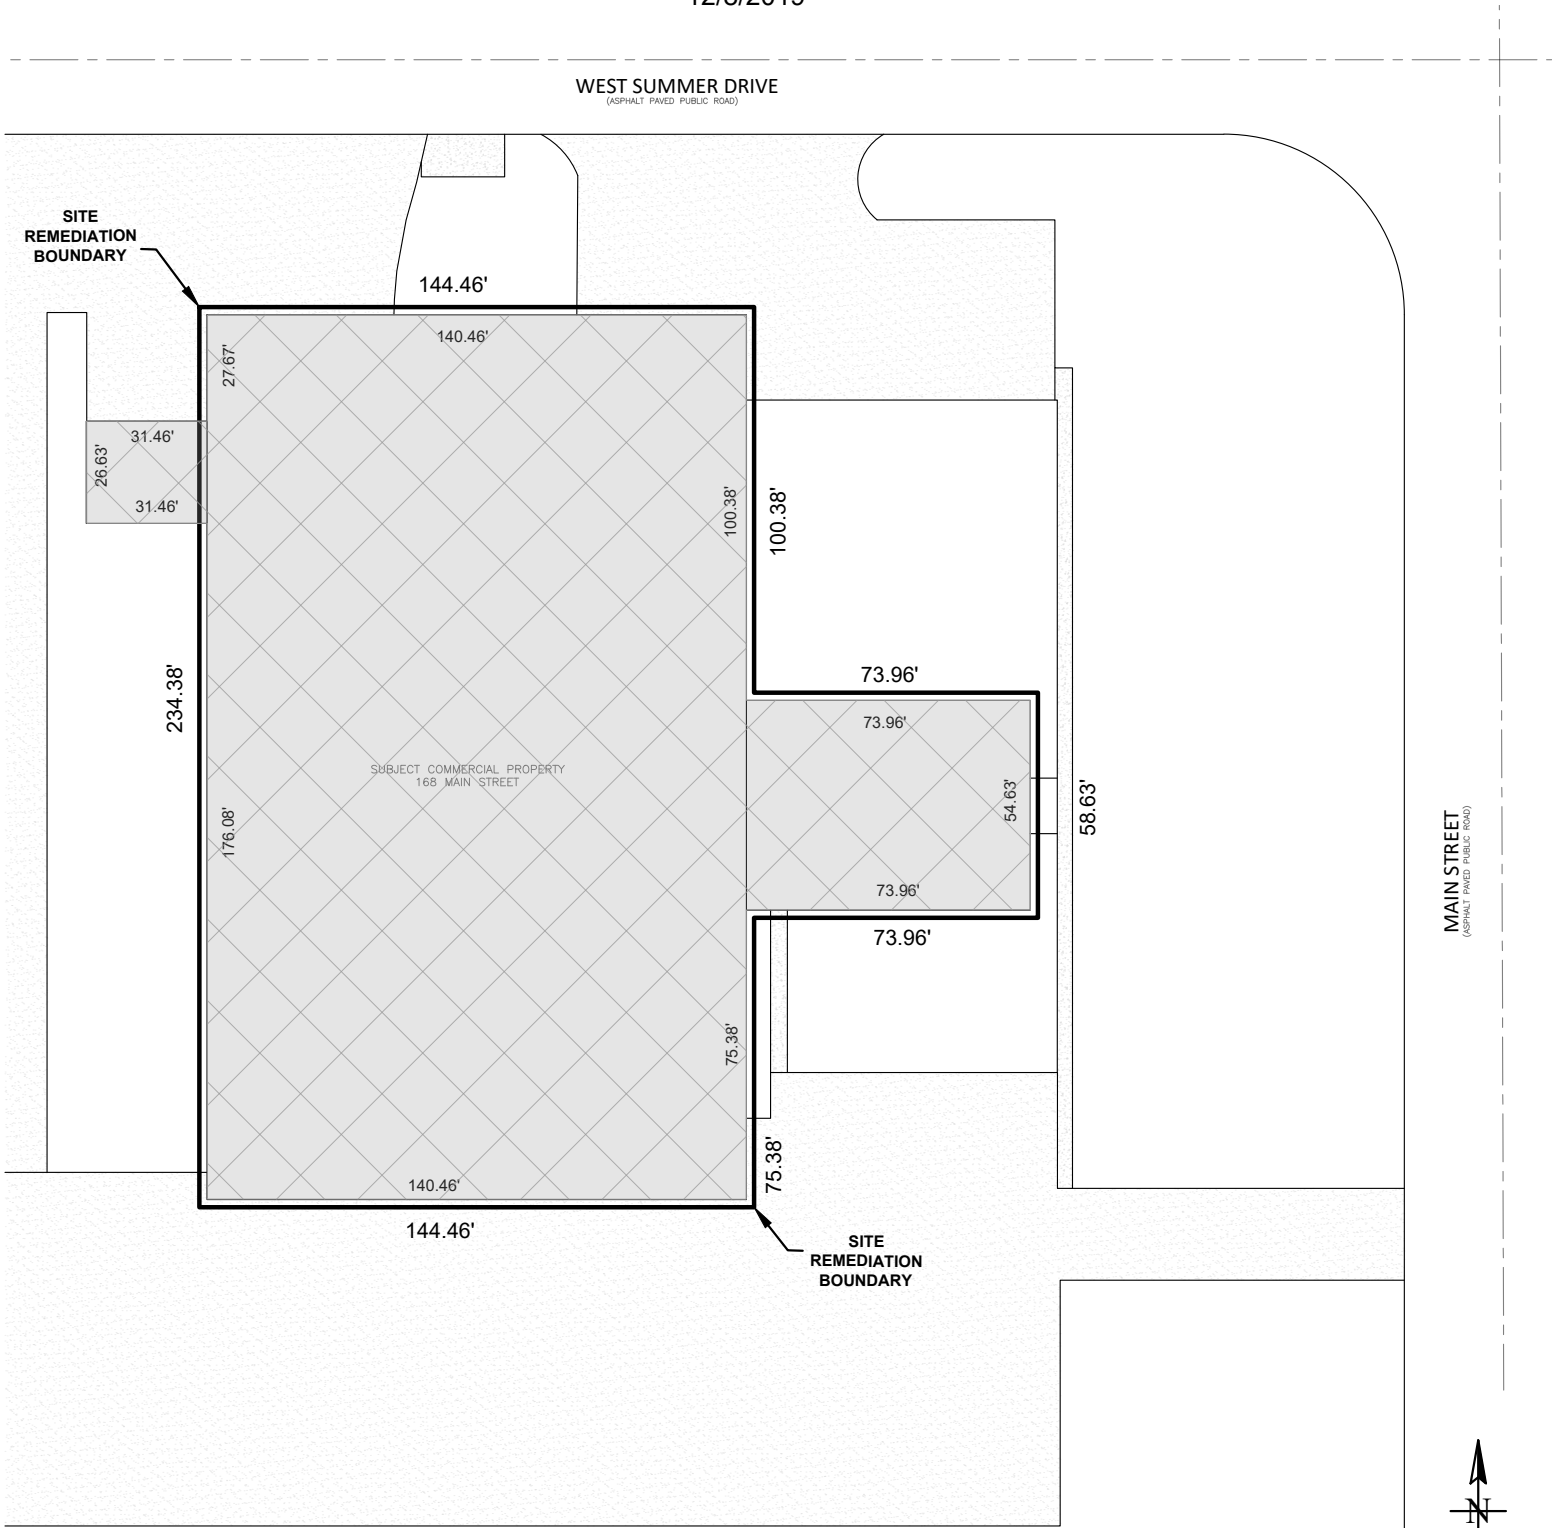 WEST SUMMER DRIVE
(ASPHALT PAVED PUBLIC ROAD)
SITE
REMEDIATION
BOUNDARY
144.46'
140.46'
27.67'
31.46'
26.63'
31.46'
100.38'
100.38'
234.38'
73.96'
73.96'
SUBJECT COMMERCIAL PROPERTY
168 MAIN STREET
176.08'
54.63'
58.63'
MAIN STREET
(ASPHALT PAVED PUBLIC ROAD)
73.96'
73.96'
75.38'
75.38'
140.46'
144.46'
SITE
REMEDIATION
BOUNDARY
N